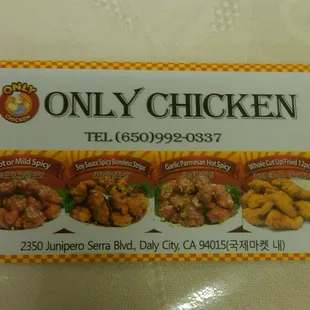 ONLY
CHICKEN
ONLY CHICKEN
TEL (650)992-0337
ot or Mild Spicy
Soy Sauce Spicy Boneless Strips
Garlic Parmesan Hot Spicy
Whole Cut Up(Fried 12pc
2350 Junipero Serra Blvd., Daly City, CA 94015(국제마켓 내)